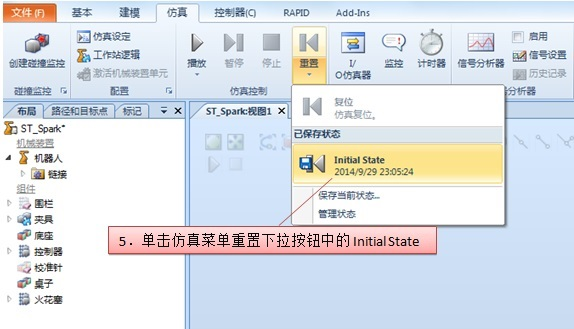 文件(F) 基本 建模 仿真 控制器(C) RAPID Add-Ins
创建碰撞监控
碰撞监控
仿真设定
工作站逻辑
激活机械装置单元
配置
播放
暂停
停止
重置
仿真控制
I/O仿真器
监控
计时器
信号分析器
启用
信号设置
历史记录
分析器
布局 路径和目标点 标记
ST_Spark:视图1
ST_Spark*
机械装置
机器人
链接
组件
围栏
夹具
底座
控制器
校准针
桌子
火花塞
复位
仿真复位。
已保存状态
Initial State
2014/9/29 23:05:24
保存当前状态...
管理状态
5．单击仿真菜单重置下拉按钮中的Initial State